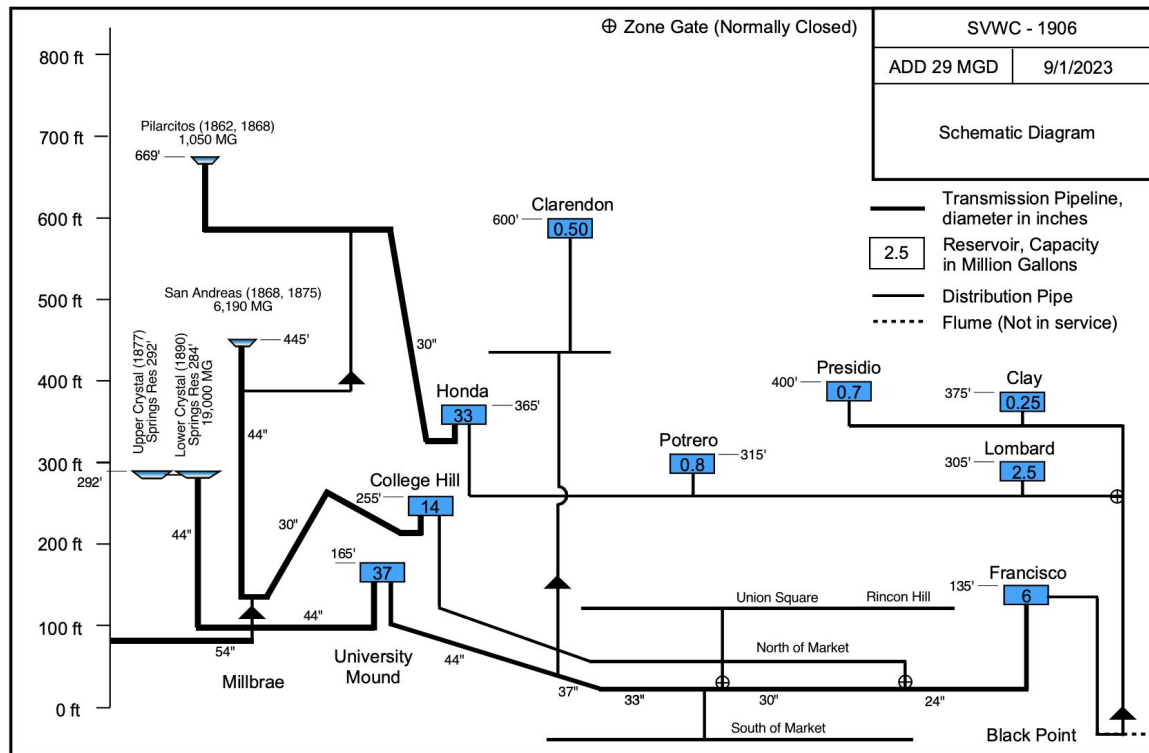 ⊕ Zone Gate (Normally Closed)
SVWC - 1906
ADD 29 MGD
9/1/2023
Schematic Diagram
Transmission Pipeline,
diameter in inches
2.5
Reservoir, Capacity
in Million Gallons
Distribution Pipe
Flume (Not in service)
800 ft
700 ft
600 ft
500 ft
400 ft
300 ft
200 ft
100 ft
0 ft
Pilarcitos (1862, 1868)
1,050 MG
669'
San Andreas (1868, 1875)
6,190 MG
445'
Upper Crystal (1877)
Springs Res 292'
Lower Crystal (1890)
Springs Res 284'
19,000 MG
292'
44"
44"
44"
54"
Millbrae
30"
30"
Honda
33
365'
College Hill
255'
14
165'
37
University
Mound
44"
37"
33"
30"
24"
Clarendon
600'
0.50
Potrero
0.8
315'
Presidio
400'
0.7
Clay
375'
0.25
Lombard
305'
2.5
Francisco
135'
6
Union Square
Rincon Hill
North of Market
South of Market
Black Point